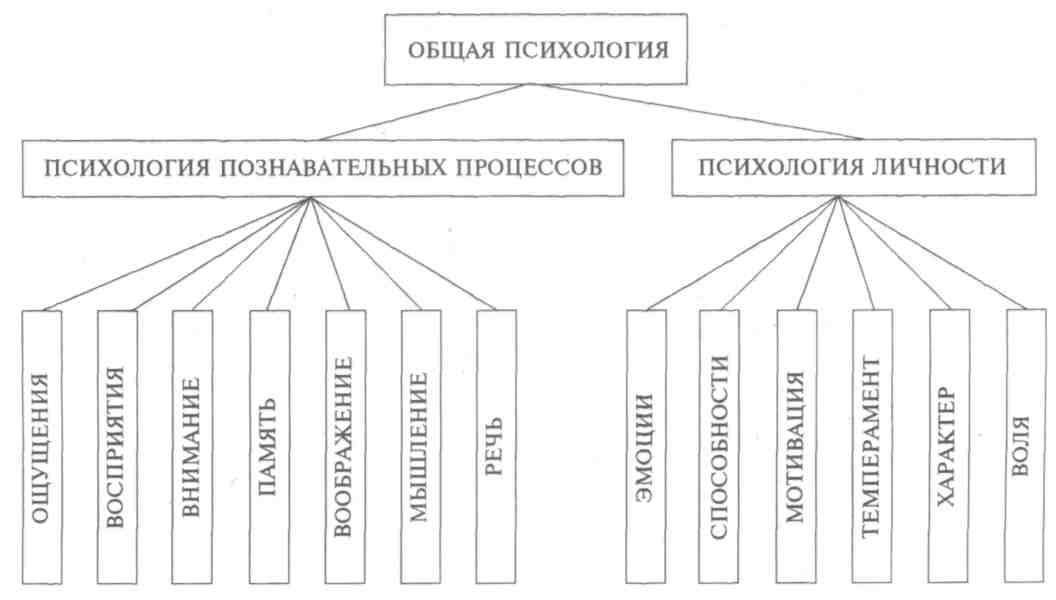 ОБЩАЯ ПСИХОЛОГИЯ
ПСИХОЛОГИЯ ПОЗНАВАТЕЛЬНЫХ ПРОЦЕССОВ
ПСИХОЛОГИЯ ЛИЧНОСТИ
ОЩУЩЕНИЯ
ВОСПРИЯТИЯ
ВНИМАНИЕ
ПАМЯТЬ
ВООБРАЖЕНИЕ
МЫШЛЕНИЕ
РЕЧЬ
ЭМОЦИИ
СПОСОБНОСТИ
МОТИВАЦИЯ
ТЕМПЕРАМЕНТ
ХАРАКТЕР
ВОЛЯ